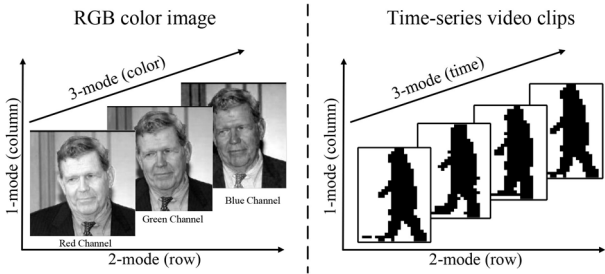 RGB color image
3-mode (color)
1-mode (column)
Blue Channel
Green Channel
Red Channel
2-mode (row)
Time-series video clips
3-mode (time)
1-mode (column)
2-mode (row)